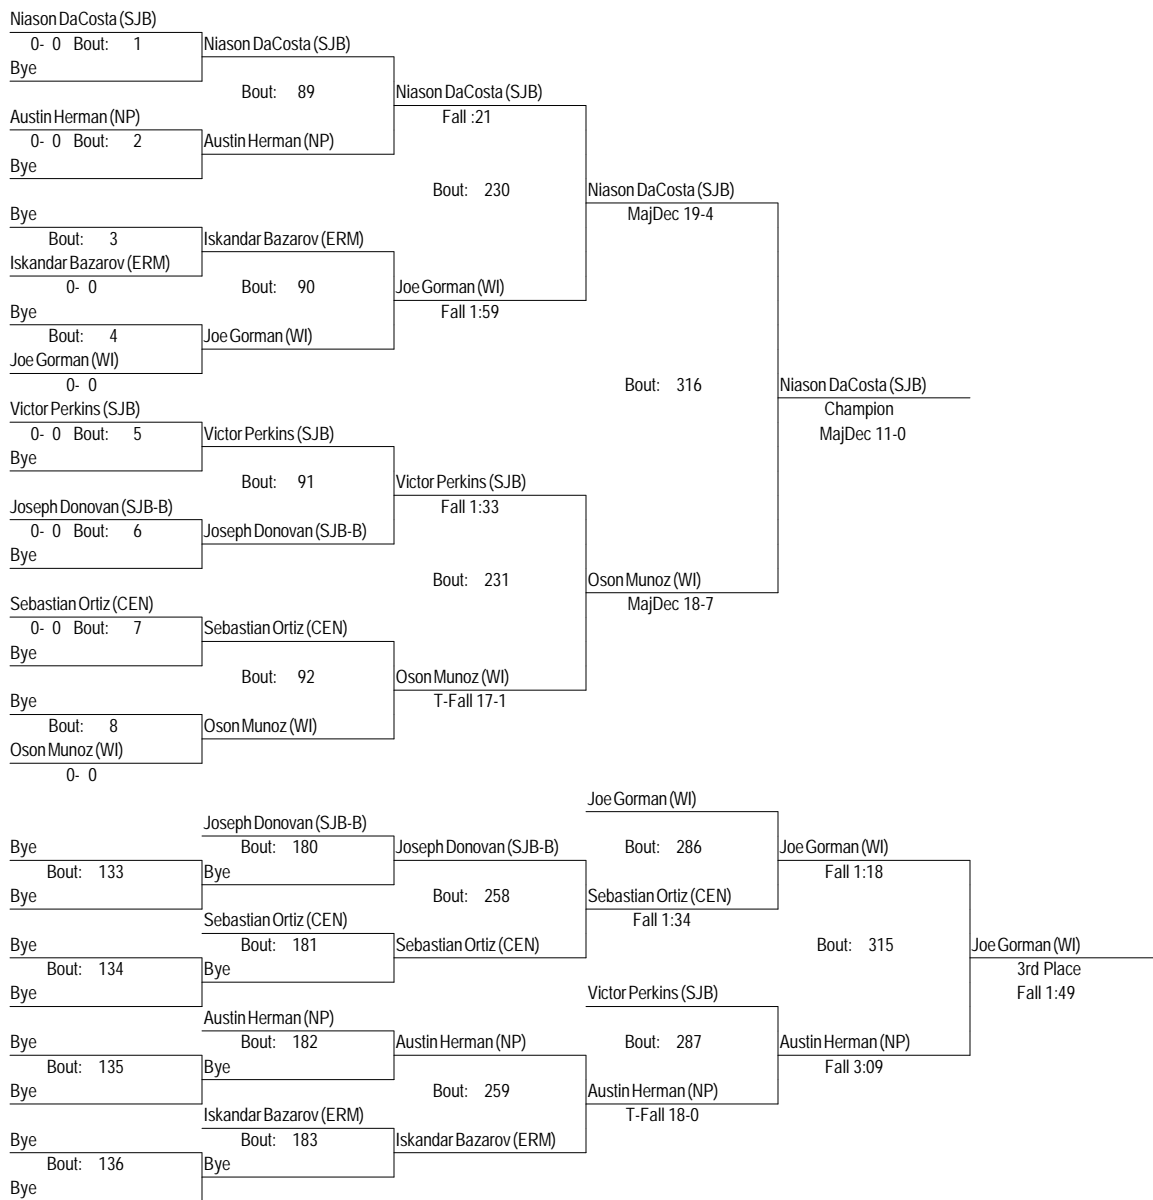 Niason DaCosta (SJB)
0- 0 Bout: 1 Niason DaCosta (SJB)
Bye
Bout: 89 Niason DaCosta (SJB)
Austin Herman (NP) Fall :21
0- 0 Bout: 2 Austin Herman (NP)
Bye
Bout: 230 Niason DaCosta (SJB)
Bye MajDec 19-4
Bout: 3 Iskandar Bazarov (ERM)
Iskandar Bazarov (ERM)
0- 0 Bout: 90 Joe Gorman (WI)
Bye Fall 1:59
Bout: 4 Joe Gorman (WI)
Joe Gorman (WI)
0- 0 Bout: 316 Niason DaCosta (SJB)
Victor Perkins (SJB) Champion
0- 0 Bout: 5 Victor Perkins (SJB) MajDec 11-0
Bye
Bout: 91 Victor Perkins (SJB)
Joseph Donovan (SJB-B) Fall 1:33
0- 0 Bout: 6 Joseph Donovan (SJB-B)
Bye
Bout: 231 Oson Munoz (WI)
Sebastian Ortiz (CEN) MajDec 18-7
0- 0 Bout: 7 Sebastian Ortiz (CEN)
Bye
Bout: 92 Oson Munoz (WI)
Bye T-Fall 17-1
Bout: 8 Oson Munoz (WI)
Oson Munoz (WI)
0- 0
Joe Gorman (WI)
Joseph Donovan (SJB-B)
Bye Bout: 180 Joseph Donovan (SJB-B) Bout: 286 Joe Gorman (WI)
Bout: 133 Bye Fall 1:18
Bye Bout: 258 Sebastian Ortiz (CEN)
Sebastian Ortiz (CEN) Fall 1:34
Bye Bout: 181 Sebastian Ortiz (CEN) Bout: 315 Joe Gorman (WI)
Bout: 134 Bye 3rd Place
Bye Victor Perkins (SJB) Fall 1:49
Austin Herman (NP)
Bye Bout: 182 Austin Herman (NP) Bout: 287 Austin Herman (NP)
Bout: 135 Bye Fall 3:09
Bye Bout: 259 Austin Herman (NP)
Iskandar Bazarov (ERM) T-Fall 18-0
Bye Bout: 183 Iskandar Bazarov (ERM)
Bout: 136 Bye
Bye